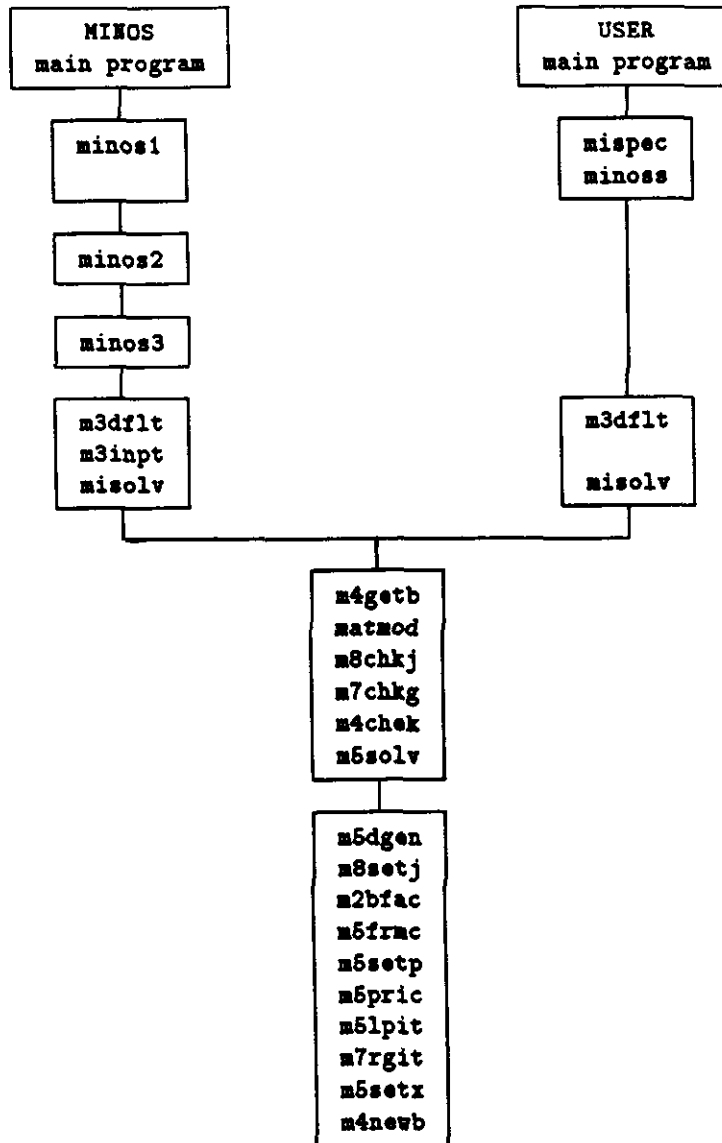 MINOS
main program
minos1
minos2
minos3
m3dflt
m3inpt
misolv
USER
main program
mispec
minoss
m3dflt
misolv
m4getb
matmod
m8chkj
m7chkg
m4chek
m5solv
m5dgen
m8setj
m2bfac
m5frmc
m5setp
m5pric
m5lpit
m7rgit
m5setx
m4newb